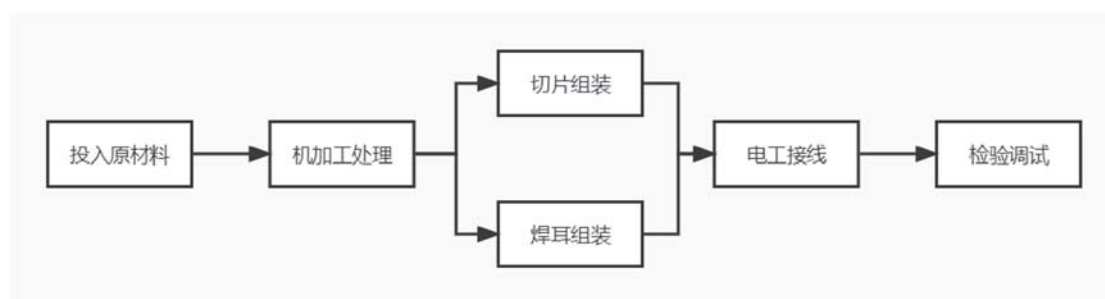 投入原材料
机加工处理
切片组装
焊耳组装
电工接线
检验调试